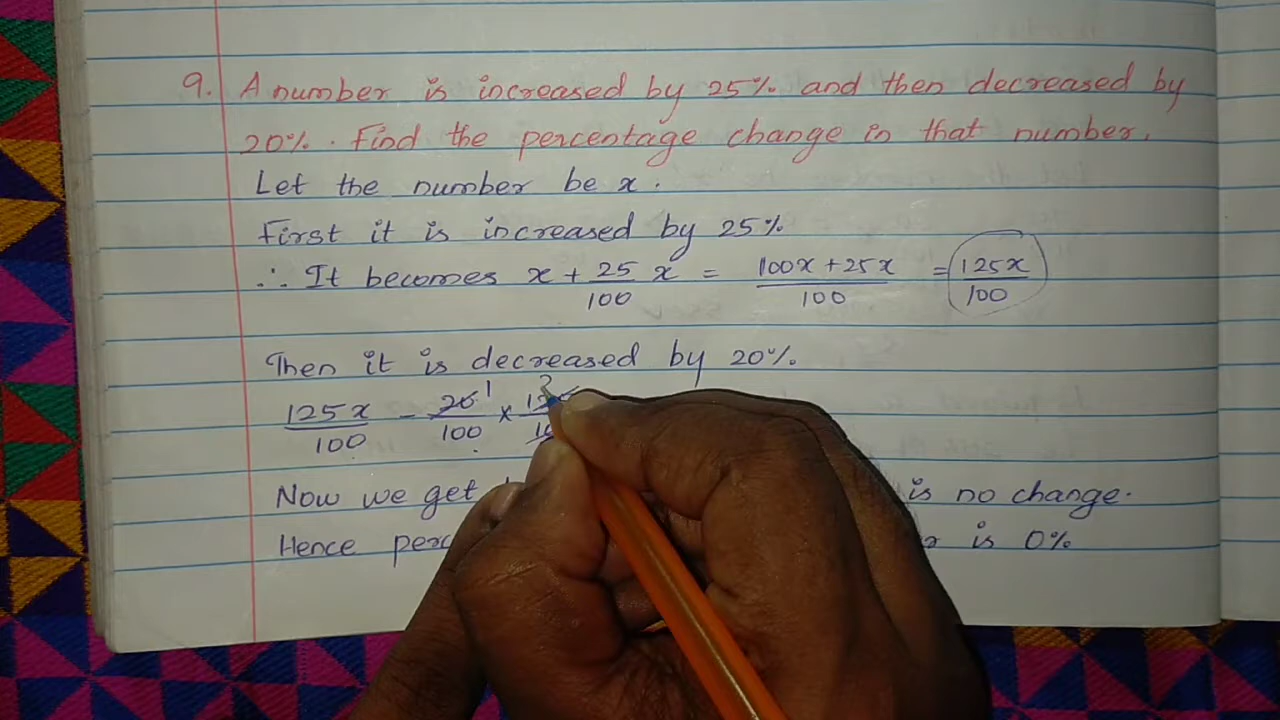 9. A number is increased by 25% and then decreased by
20%. Find the percentage change in that number.
Let the number be x.
First it is increased by 25%
∴ It becomes x + 25/100 x = 100x + 25x/100 = 125x/100
Then it is decreased by 20%
125x/100 - 20/100 1 ×
Now we get is no change.
Hence is 0%